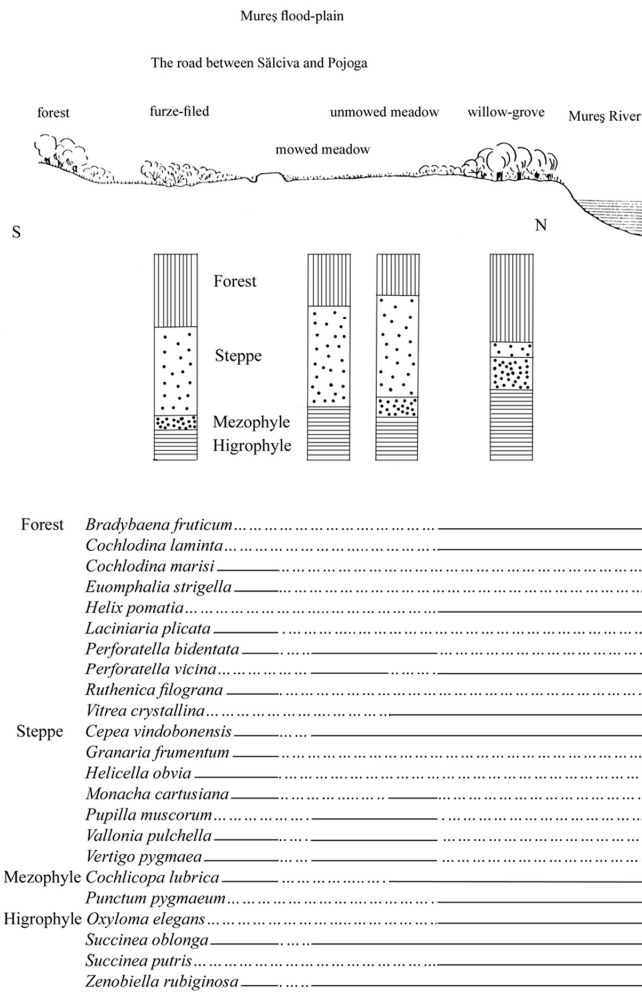 Mureş flood-plain
The road between Sălciva and Pojoga
forest furze-filed unmowed meadow willow-grove Mureş River
mowed meadow
S N
Forest
Steppe
Mezophyle
Higrophyle
Forest Bradybaena fruticum
Cochlodina laminta
Cochlodina marisi
Euomphalia strigella
Helix pomatia
Laciniaria plicata
Perforatella bidentata
Perforatella vicina
Ruthenica filograna
Vitrea crystallina
Steppe Cepea vindobonensis
Granaria frumentum
Helicella obvia
Monacha cartusiana
Pupilla muscorum
Vallonia pulchella
Vertigo pygmaea
Mezophyle Cochlicopa lubrica
Punctum pygmaeum
Higrophyle Oxyloma elegans
Succinea oblonga
Succinea putris
Zenobiella rubiginosa